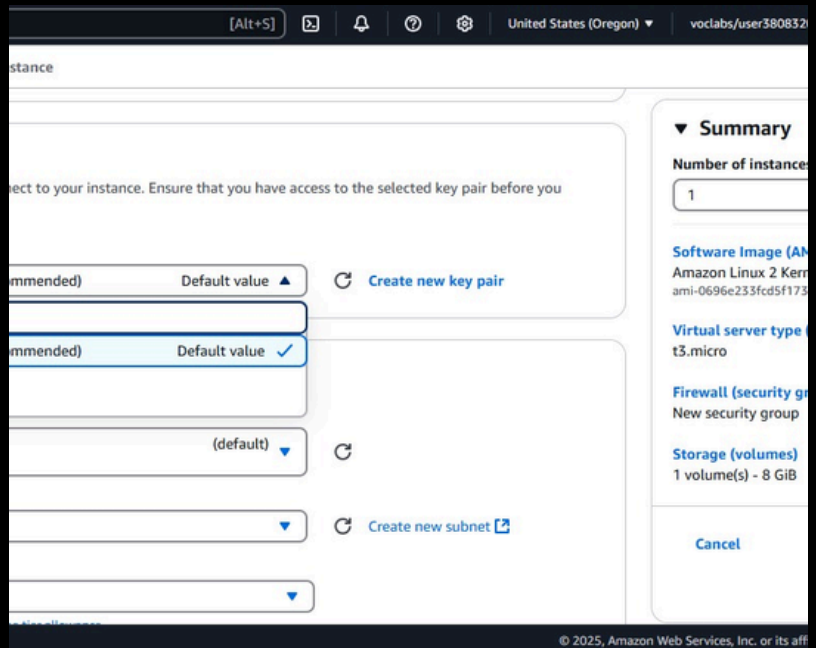 [Alt+S]
United States (Oregon)
voclabs/user3808320
stance
Summary
Number of instances
nect to your instance. Ensure that you have access to the selected key pair before you
1
Software Image (AM
mmended) Default value Create new key pair
Amazon Linux 2 Kern
ami-0696e233fcd5f173
Virtual server type (
mmended) Default value
t3.micro
Firewall (security gr
New security group
(default)
Storage (volumes)
1 volume(s) - 8 GiB
Create new subnet
Cancel
© 2025, Amazon Web Services, Inc. or its aff